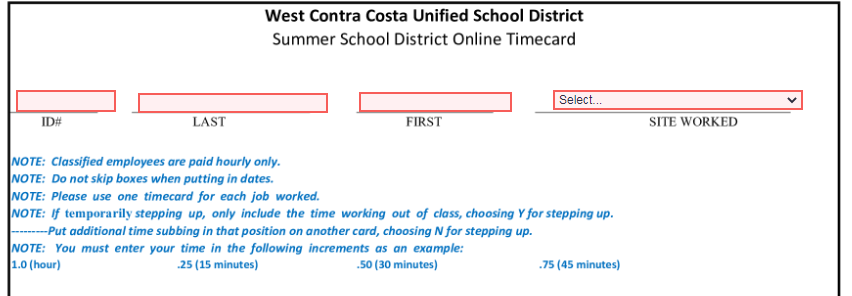 West Contra Costa Unified School District
Summer School District Online Timecard
Select...
ID# LAST FIRST SITE WORKED
NOTE: Classified employees are paid hourly only.
NOTE: Do not skip boxes when putting in dates.
NOTE: Please use one timecard for each job worked.
NOTE: If temporarily stepping up, only include the time working out of class, choosing Y for stepping up.
---------Put additional time subbing in that position on another card, choosing N for stepping up.
NOTE: You must enter your time in the following increments as an example:
1.0 (hour) .25 (15 minutes) .50 (30 minutes) .75 (45 minutes)